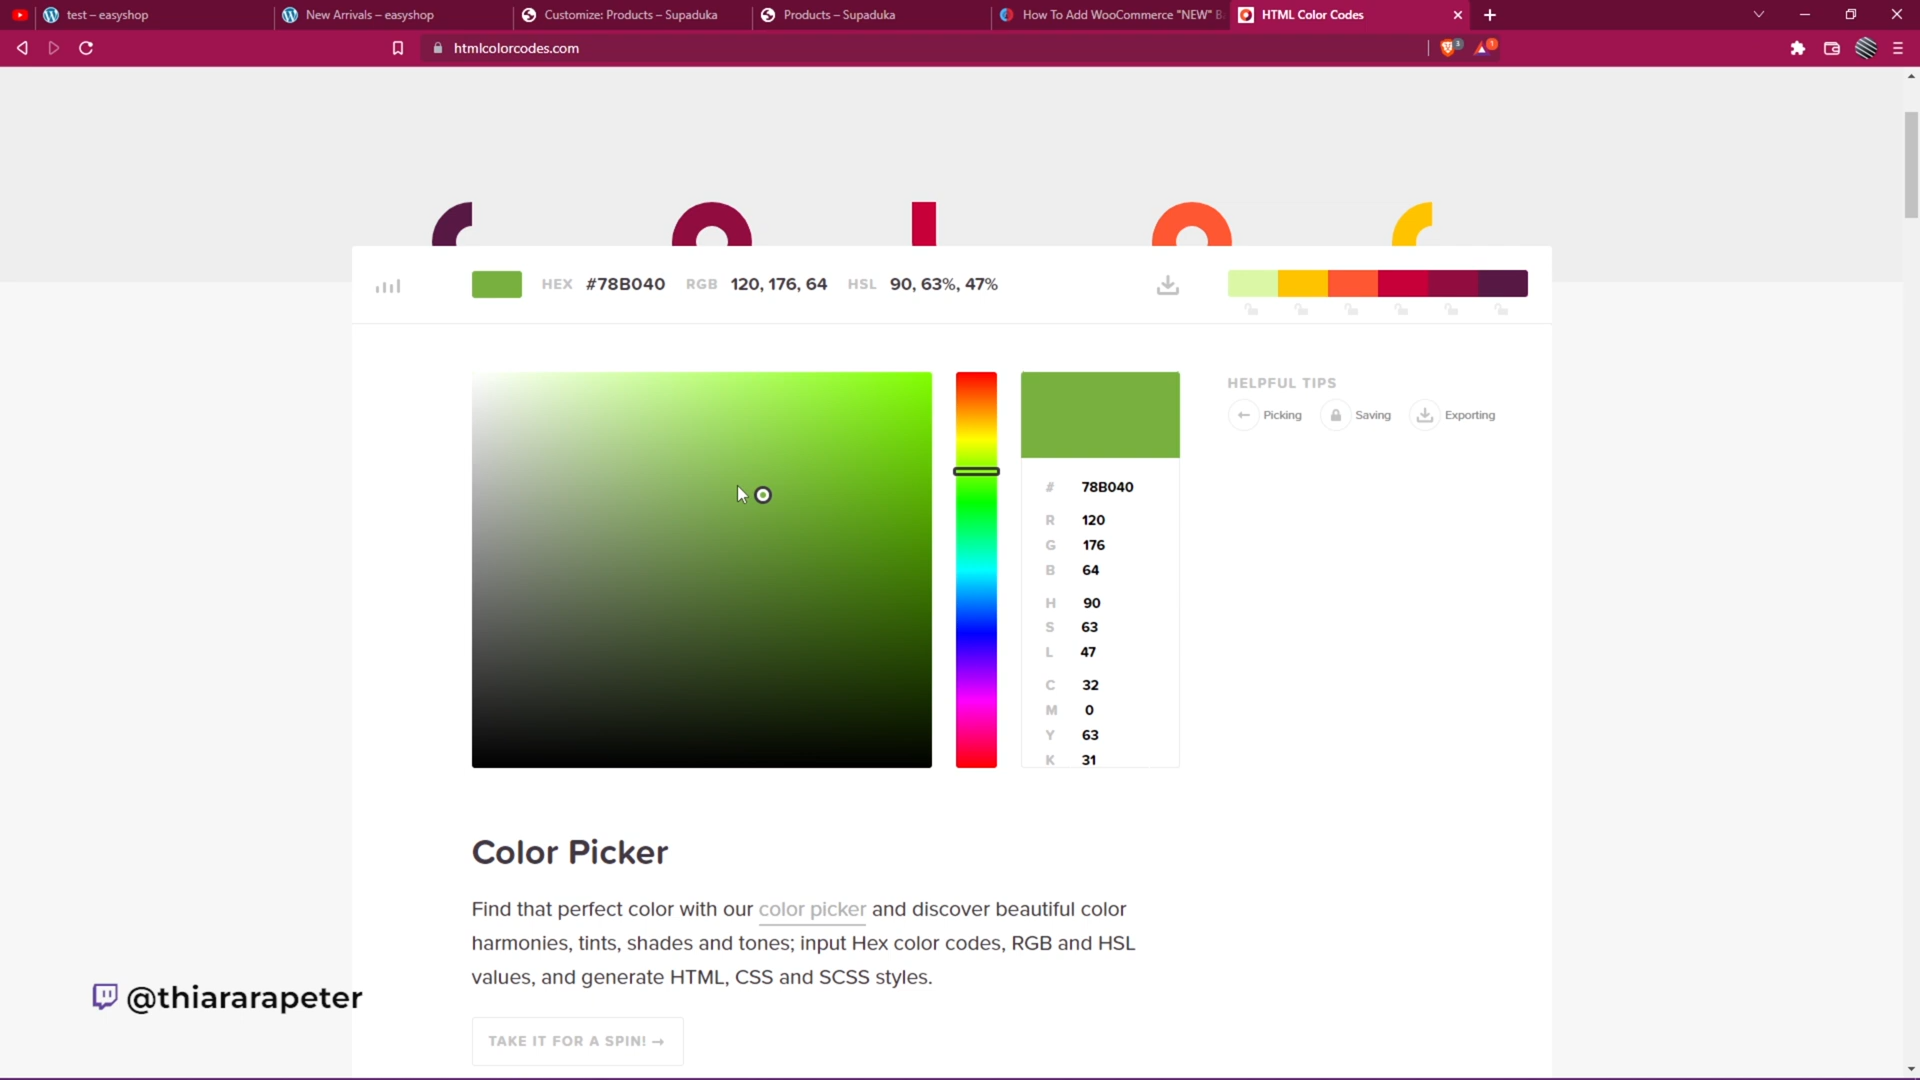 test – easyshop
New Arrivals – easyshop
Customize: Products – Supaduka
Products – Supaduka
How To Add WooCommerce "NEW" B
HTML Color Codes
htmlcolorcodes.com
3
1
HEX #78B040 RGB 120, 176, 64 HSL 90, 63%, 47%
HELPFUL TIPS
Picking Saving Exporting
# 78B040
R 120
G 176
B 64
H 90
S 63
L 47
C 32
M 0
Y 63
K 31
Color Picker
Find that perfect color with our color picker and discover beautiful color
harmonies, tints, shades and tones; input Hex color codes, RGB and HSL
values, and generate HTML, CSS and SCSS styles.
@thiararapeter
TAKE IT FOR A SPIN! →